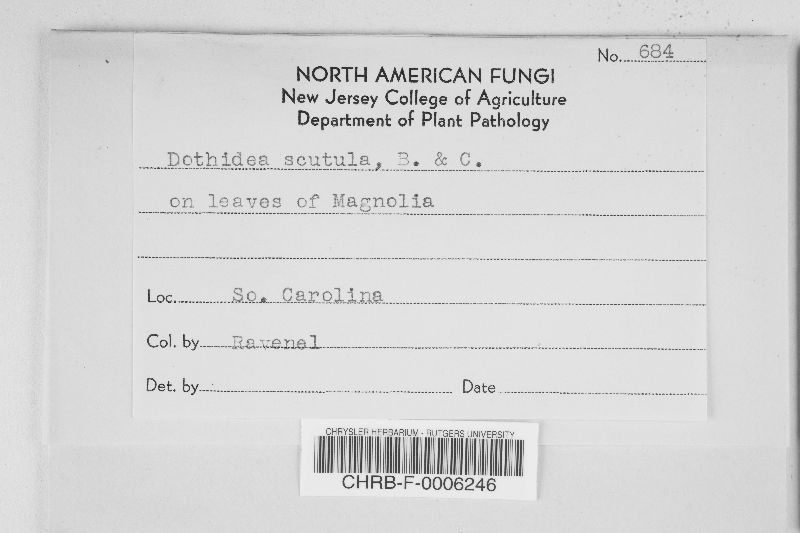 No. 684
NORTH AMERICAN FUNGI
New Jersey College of Agriculture
Department of Plant Pathology
Dothidea scutula, B. & C.
on leaves of Magnolia
Loc. So. Carolina
Col. by Ravenel
Det. by Date
CHRYSLER HERBARIUM - RUTGERS UNIVERSITY
CHRB-F-0006246